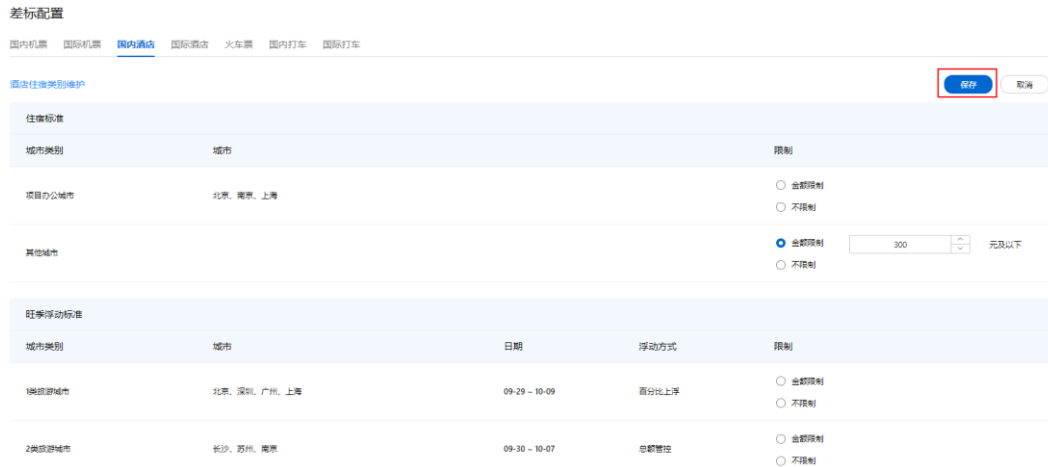 差标配置
国内机票 国际机票 国内酒店 国际酒店 火车票 国内打车 国际打车
酒店住宿类别维护 保存 取消
住宿标准
城市类别 城市 限制
项目办公城市 北京、南京、上海 金额限制
不限制
其他城市 金额限制 300 元及以下
不限制
旺季浮动标准
城市类别 城市 日期 浮动方式 限制
1类旅游城市 北京、深圳、广州、上海 09-29 ~ 10-09 百分比上浮 金额限制
不限制
2类旅游城市 长沙、苏州、南京 09-30 ~ 10-07 总额管控 金额限制
不限制